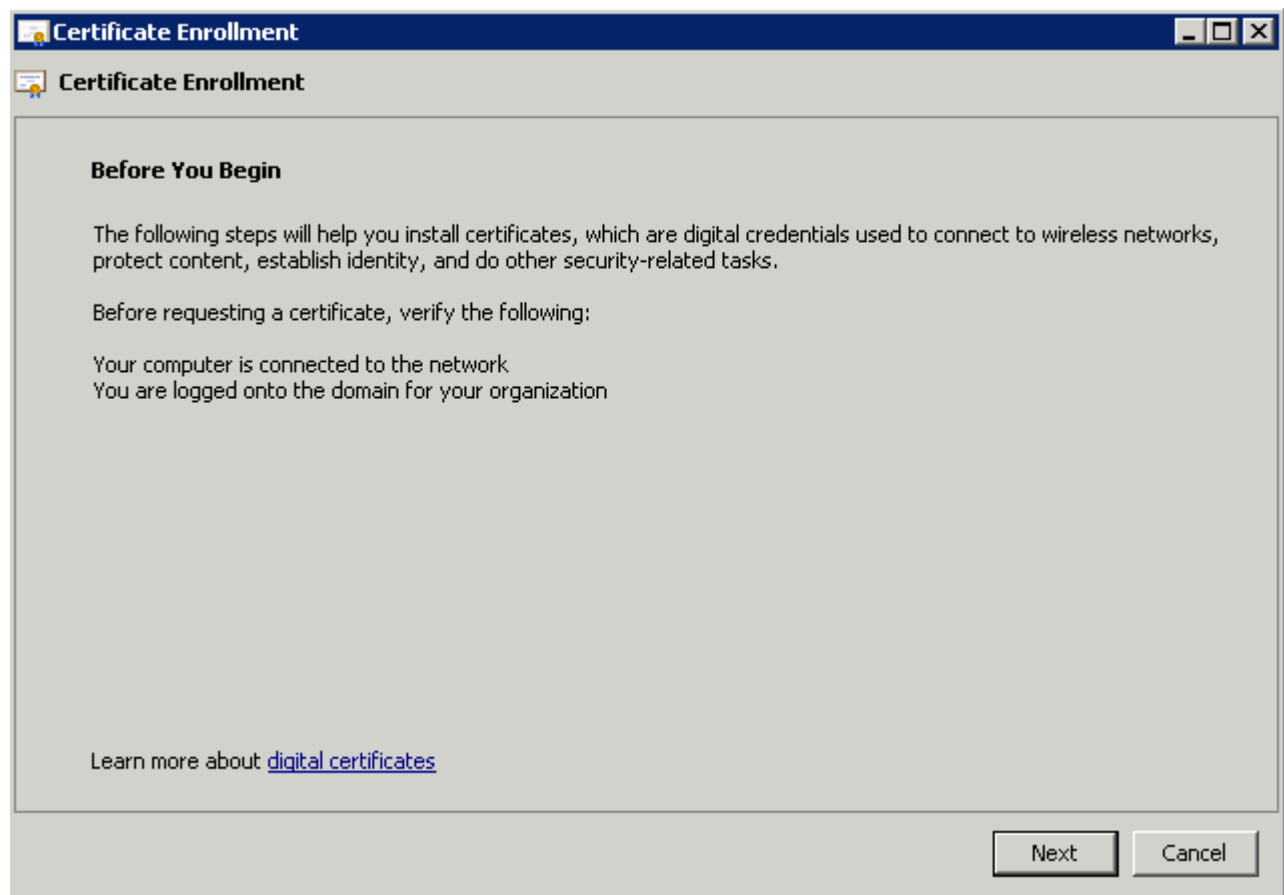 Certificate Enrollment
Certificate Enrollment
Before You Begin
The following steps will help you install certificates, which are digital credentials used to connect to wireless networks,
protect content, establish identity, and do other security-related tasks.
Before requesting a certificate, verify the following:
Your computer is connected to the network
You are logged onto the domain for your organization
Learn more about digital certificates
Next Cancel